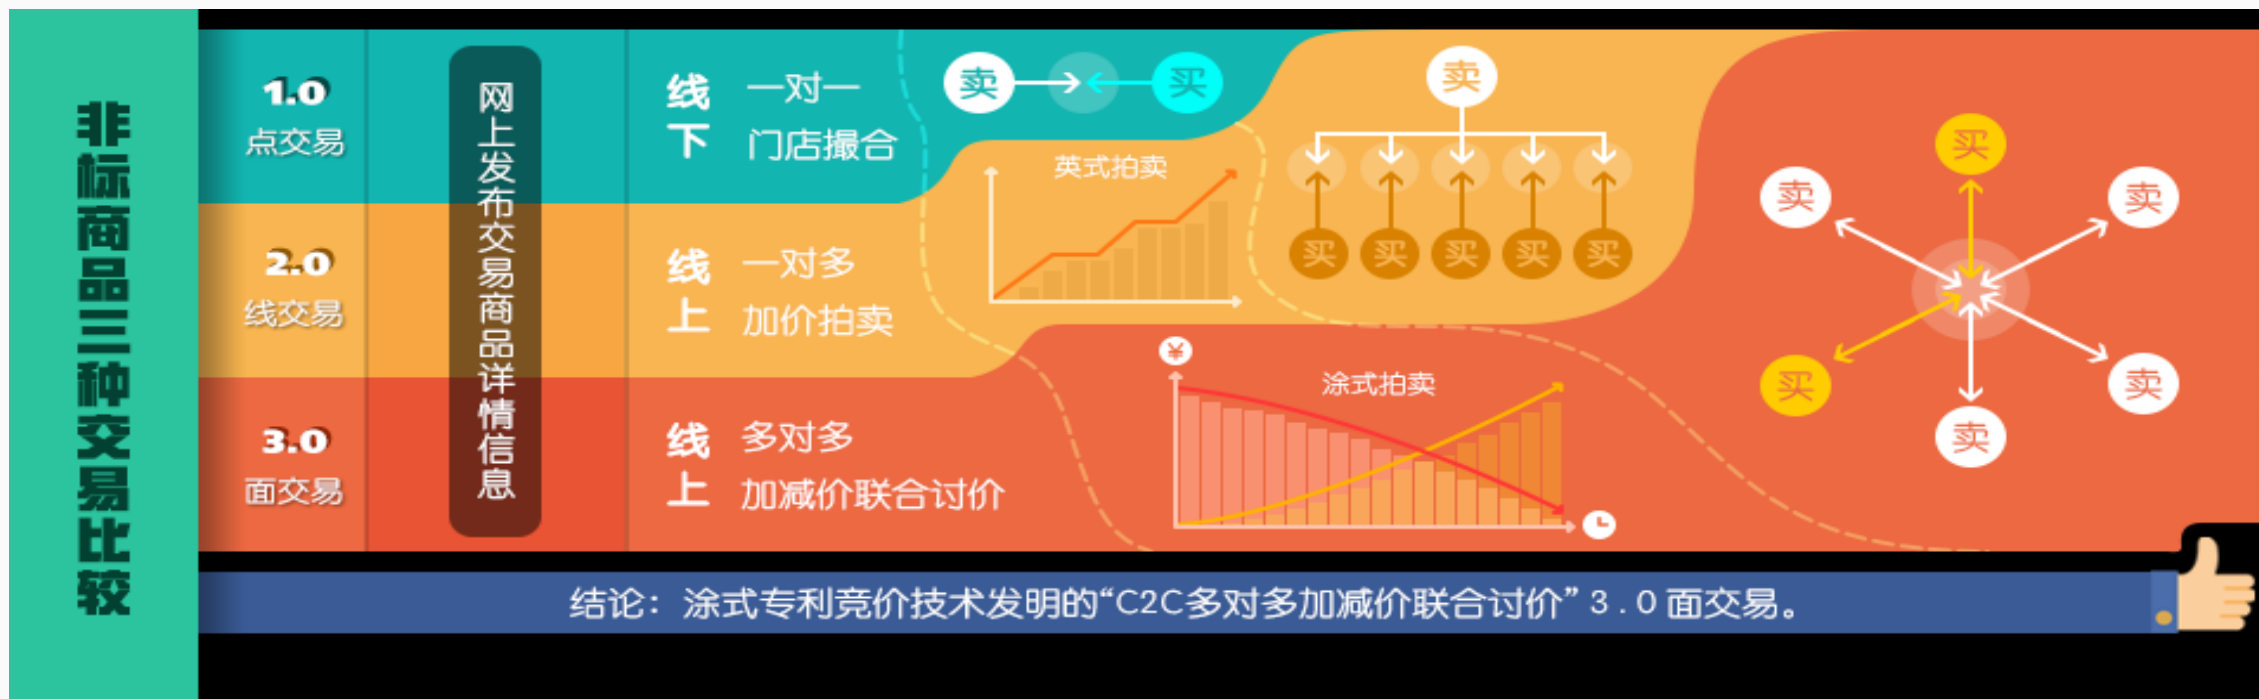 非标商品三种交易比较
1.0
点交易
2.0
线交易
3.0
面交易
网上发布交易商品详情信息
线下
一对一
门店撮合
线上
一对多
加价拍卖
线上
多对多
加减价联合讨价
卖
买
英式拍卖
卖
买
买
买
买
买
¥
涂式拍卖
买
卖
卖
买
卖
卖
结论：涂式专利竞价技术发明的“C2C多对多加减价联合讨价”3.0面交易。